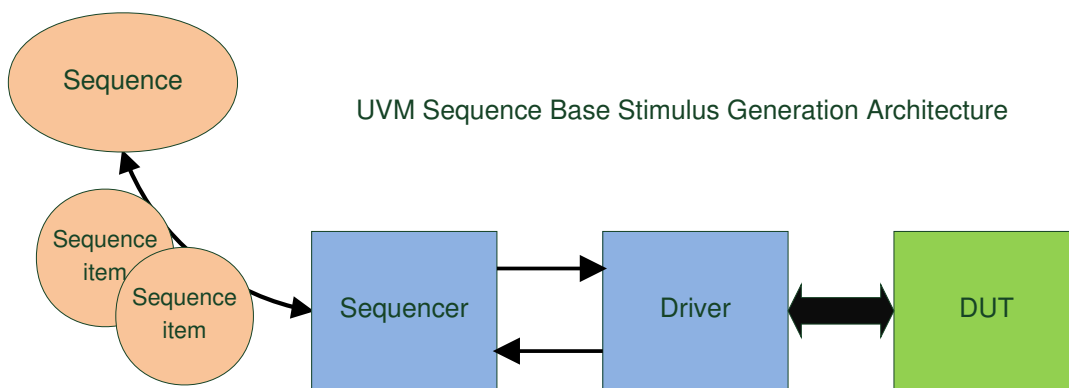 Sequence
UVM Sequence Base Stimulus Generation Architecture
Sequence
item
Sequence
item
Sequencer
Driver
DUT